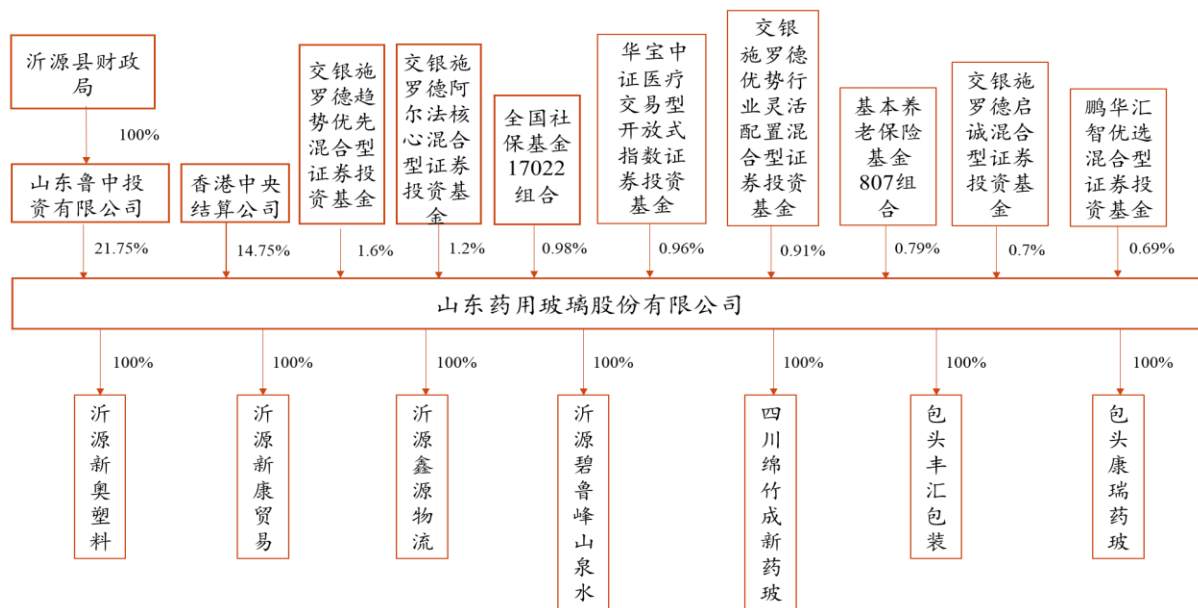 沂源县财政
局
100%
山东鲁中投
资有限公司
香港中央
结算公司
交银施
罗德趋
势优先
混合型
证券投
资基金
交银施
罗德阿
尔法核
心混合
型证券
投资基
金
全国社
保基金
17022
组合
华宝中
证医疗
交易型
开放式
指数证
券投资
基金
交银
施罗德
优势行
业灵活
配置混
合型证
券投资
基金
基本养
老保险
基金
807组
合
交银施
罗德启
诚混合
型证券
投资基
金
鹏华汇
智优选
混合型
证券投
资基金
21.75%
14.75%
1.6%
1.2%
0.98%
0.96%
0.91%
0.79%
0.7%
0.69%
山东药用玻璃股份有限公司
100%
100%
100%
100%
100%
100%
100%
沂源新奥塑料
沂源新康贸易
沂源鑫源物流
沂源碧鲁峰山泉水
四川绵竹成新药玻
包头丰汇包装
包头康瑞药玻